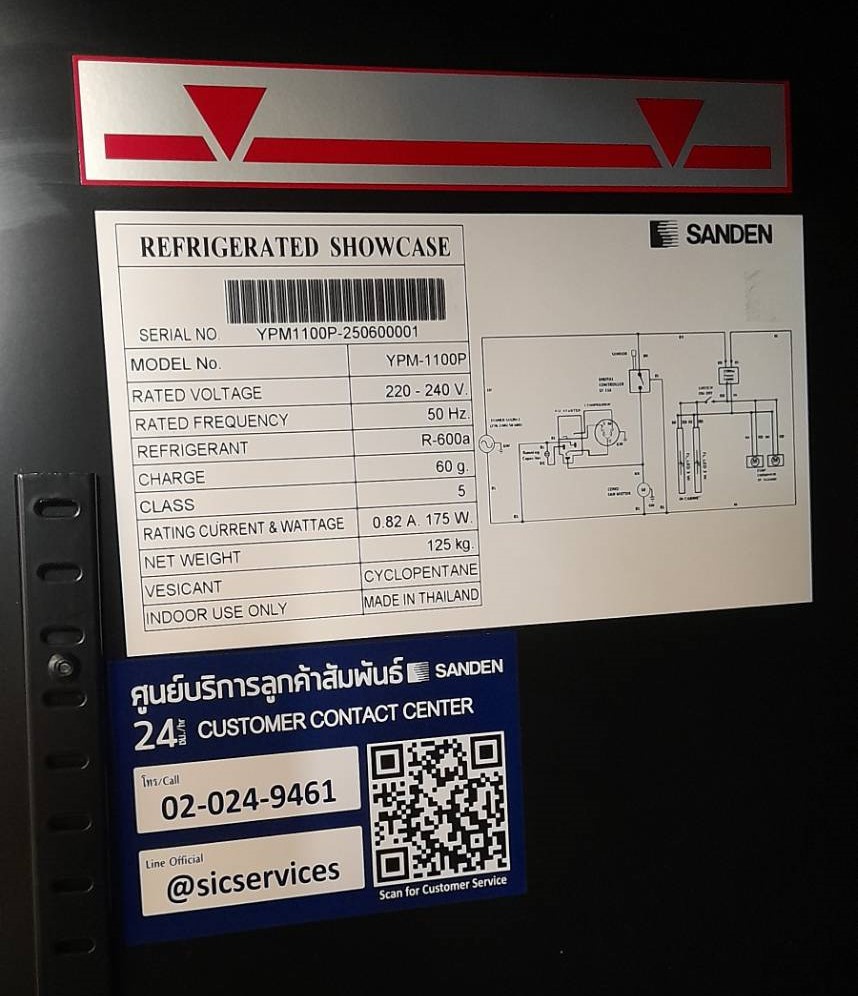 SANDEN
REFRIGERATED SHOWCASE
SERIAL NO. YPM1100P-250600001
MODEL No. YPM-1100P
RATED VOLTAGE 220 - 240 V.
RATED FREQUENCY 50 Hz.
REFRIGERANT R-600a
CHARGE 60 g.
CLASS 5
RATING CURRENT & WATTAGE 0.82 A. 175 W.
NET WEIGHT 125 kg.
VESICANT CYCLOPENTANE
INDOOR USE ONLY MADE IN THAILAND
ศูนย์บริการลูกค้าสัมพันธ์ SANDEN
24 ชม./hr CUSTOMER CONTACT CENTER
โทร/Call
02-024-9461
Line Official
@sicservices
Scan for Customer Service